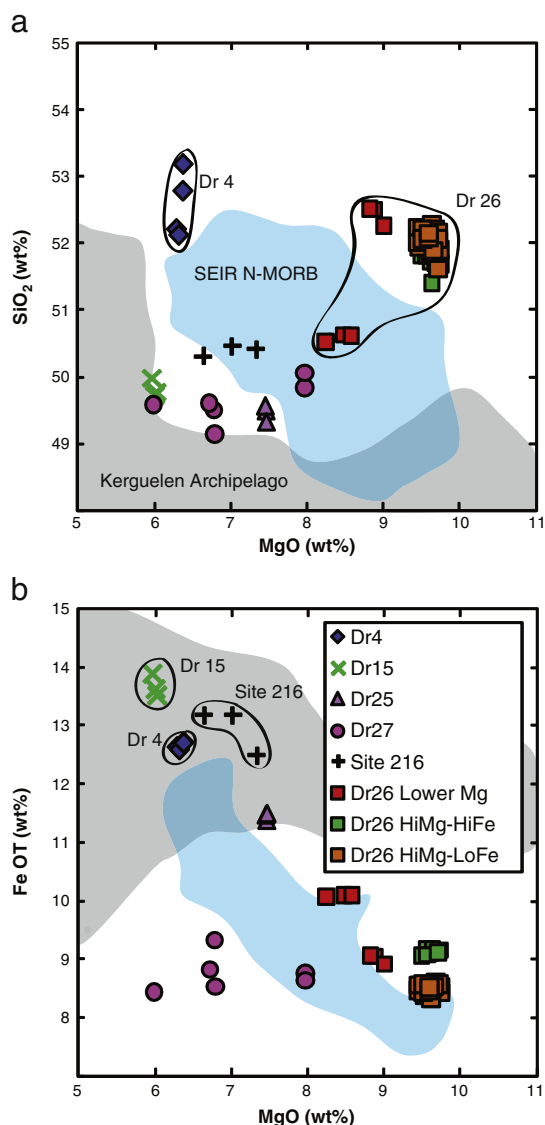 a
55
54
53
52
51
50
49
SiO2 (wt%)
Dr 4
Dr 26
SEIR N-MORB
Kerguelen Archipelago
5 6 7 8 9 10 11
MgO (wt%)
b
15
14
13
12
11
10
9
8
Fe OT (wt%)
Dr 15
Site 216
Dr 4
Dr4
Dr15
Dr25
Dr27
Site 216
Dr26 Lower Mg
Dr26 HiMg-HiFe
Dr26 HiMg-LoFe
5 6 7 8 9 10 11
MgO (wt%)